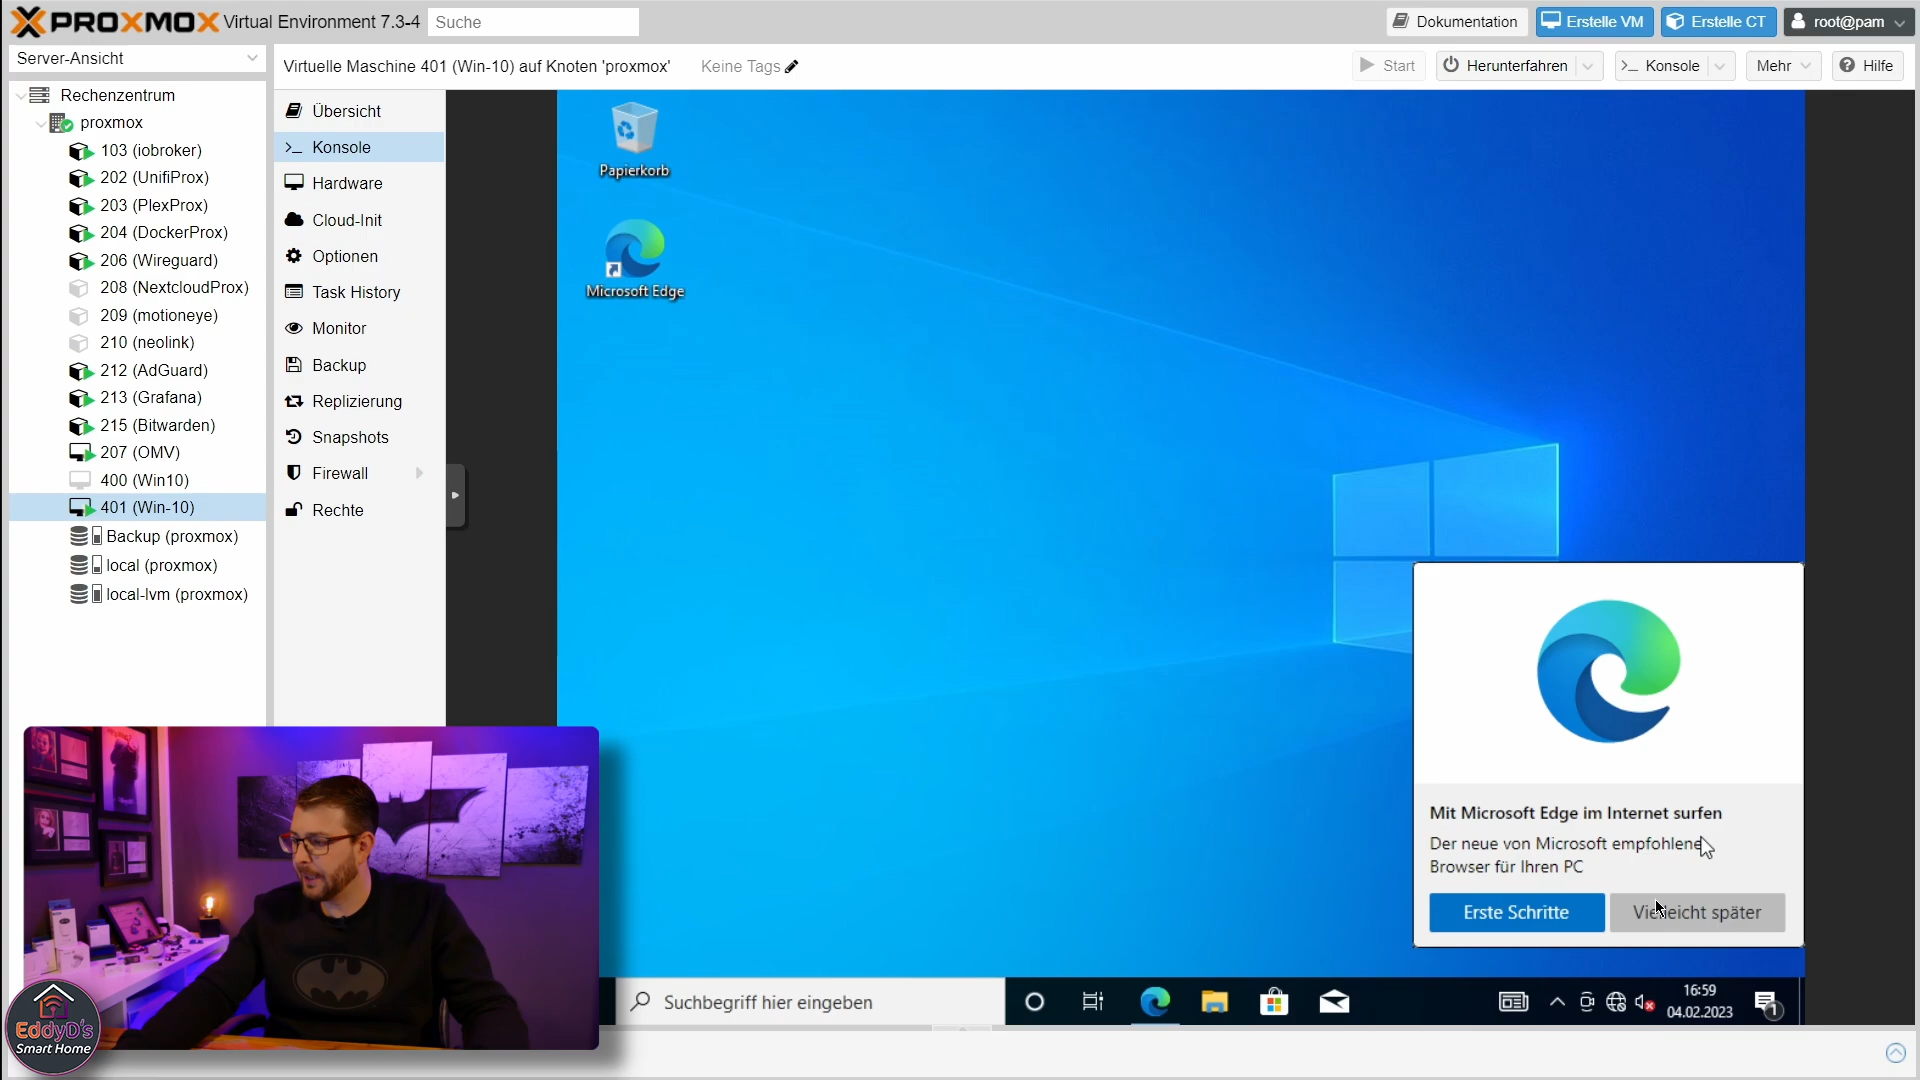 PROXMOX Virtual Environment 7.3-4
Suche
Dokumentation
Erstelle VM
Erstelle CT
root@pam
Server-Ansicht
Virtuelle Maschine 401 (Win-10) auf Knoten 'proxmox'
Keine Tags
Start
Herunterfahren
Konsole
Mehr
Hilfe
Rechenzentrum
proxmox
103 (iobroker)
202 (UnifiProx)
203 (PlexProx)
204 (DockerProx)
206 (Wireguard)
208 (NextcloudProx)
209 (motioneye)
210 (neolink)
212 (AdGuard)
213 (Grafana)
215 (Bitwarden)
207 (OMV)
400 (Win10)
401 (Win-10)
Backup (proxmox)
local (proxmox)
local-lvm (proxmox)
Übersicht
Konsole
Hardware
Cloud-Init
Optionen
Task History
Monitor
Backup
Replizierung
Snapshots
Firewall
Rechte
Papierkorb
Microsoft Edge
Mit Microsoft Edge im Internet surfen
Der neue von Microsoft empfohlene
Browser für Ihren PC
Erste Schritte
Vielleicht später
Suchbegriff hier eingeben
16:59
04.02.2023
1
EddyD's
Smart Home